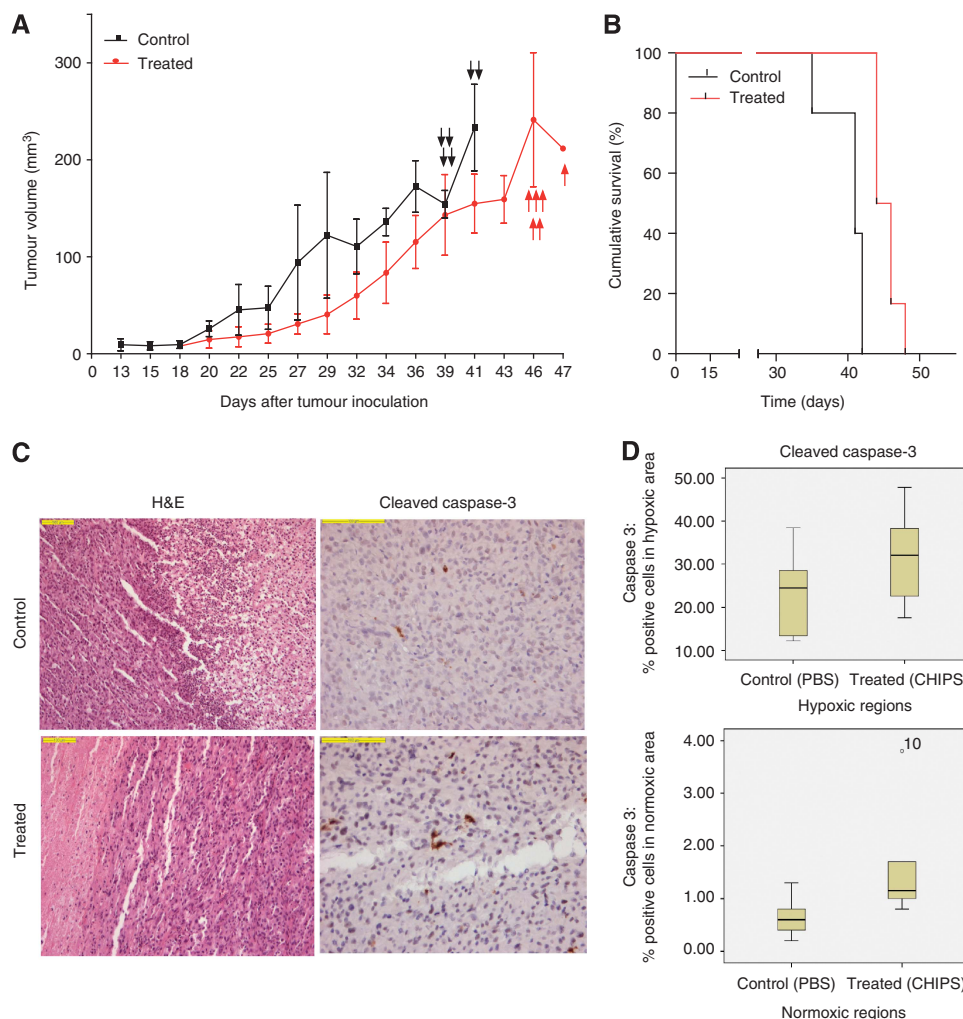 A
Control
Treated
300
200
100
0
Tumour volume (mm3)
0 13 15 18 20 22 25 27 29 32 34 36 39 41 43 46 47
Days after tumour inoculation
B
100
80
60
40
20
0
Cumulative survival (%)
Control
Treated
0 15 30 40 50
Time (days)
C
H&E
Cleaved caspase-3
Control
Treated
D
Cleaved caspase-3
Caspase 3:
% positive cells in hypoxic area
50.00
40.00
30.00
20.00
10.00
Control (PBS) Treated (CHIPS)
Hypoxic regions
Caspase 3:
% positive cells in normoxic area
4.00
3.00
2.00
1.00
0.00
10
Control (PBS) Treated (CHIPS)
Normoxic regions